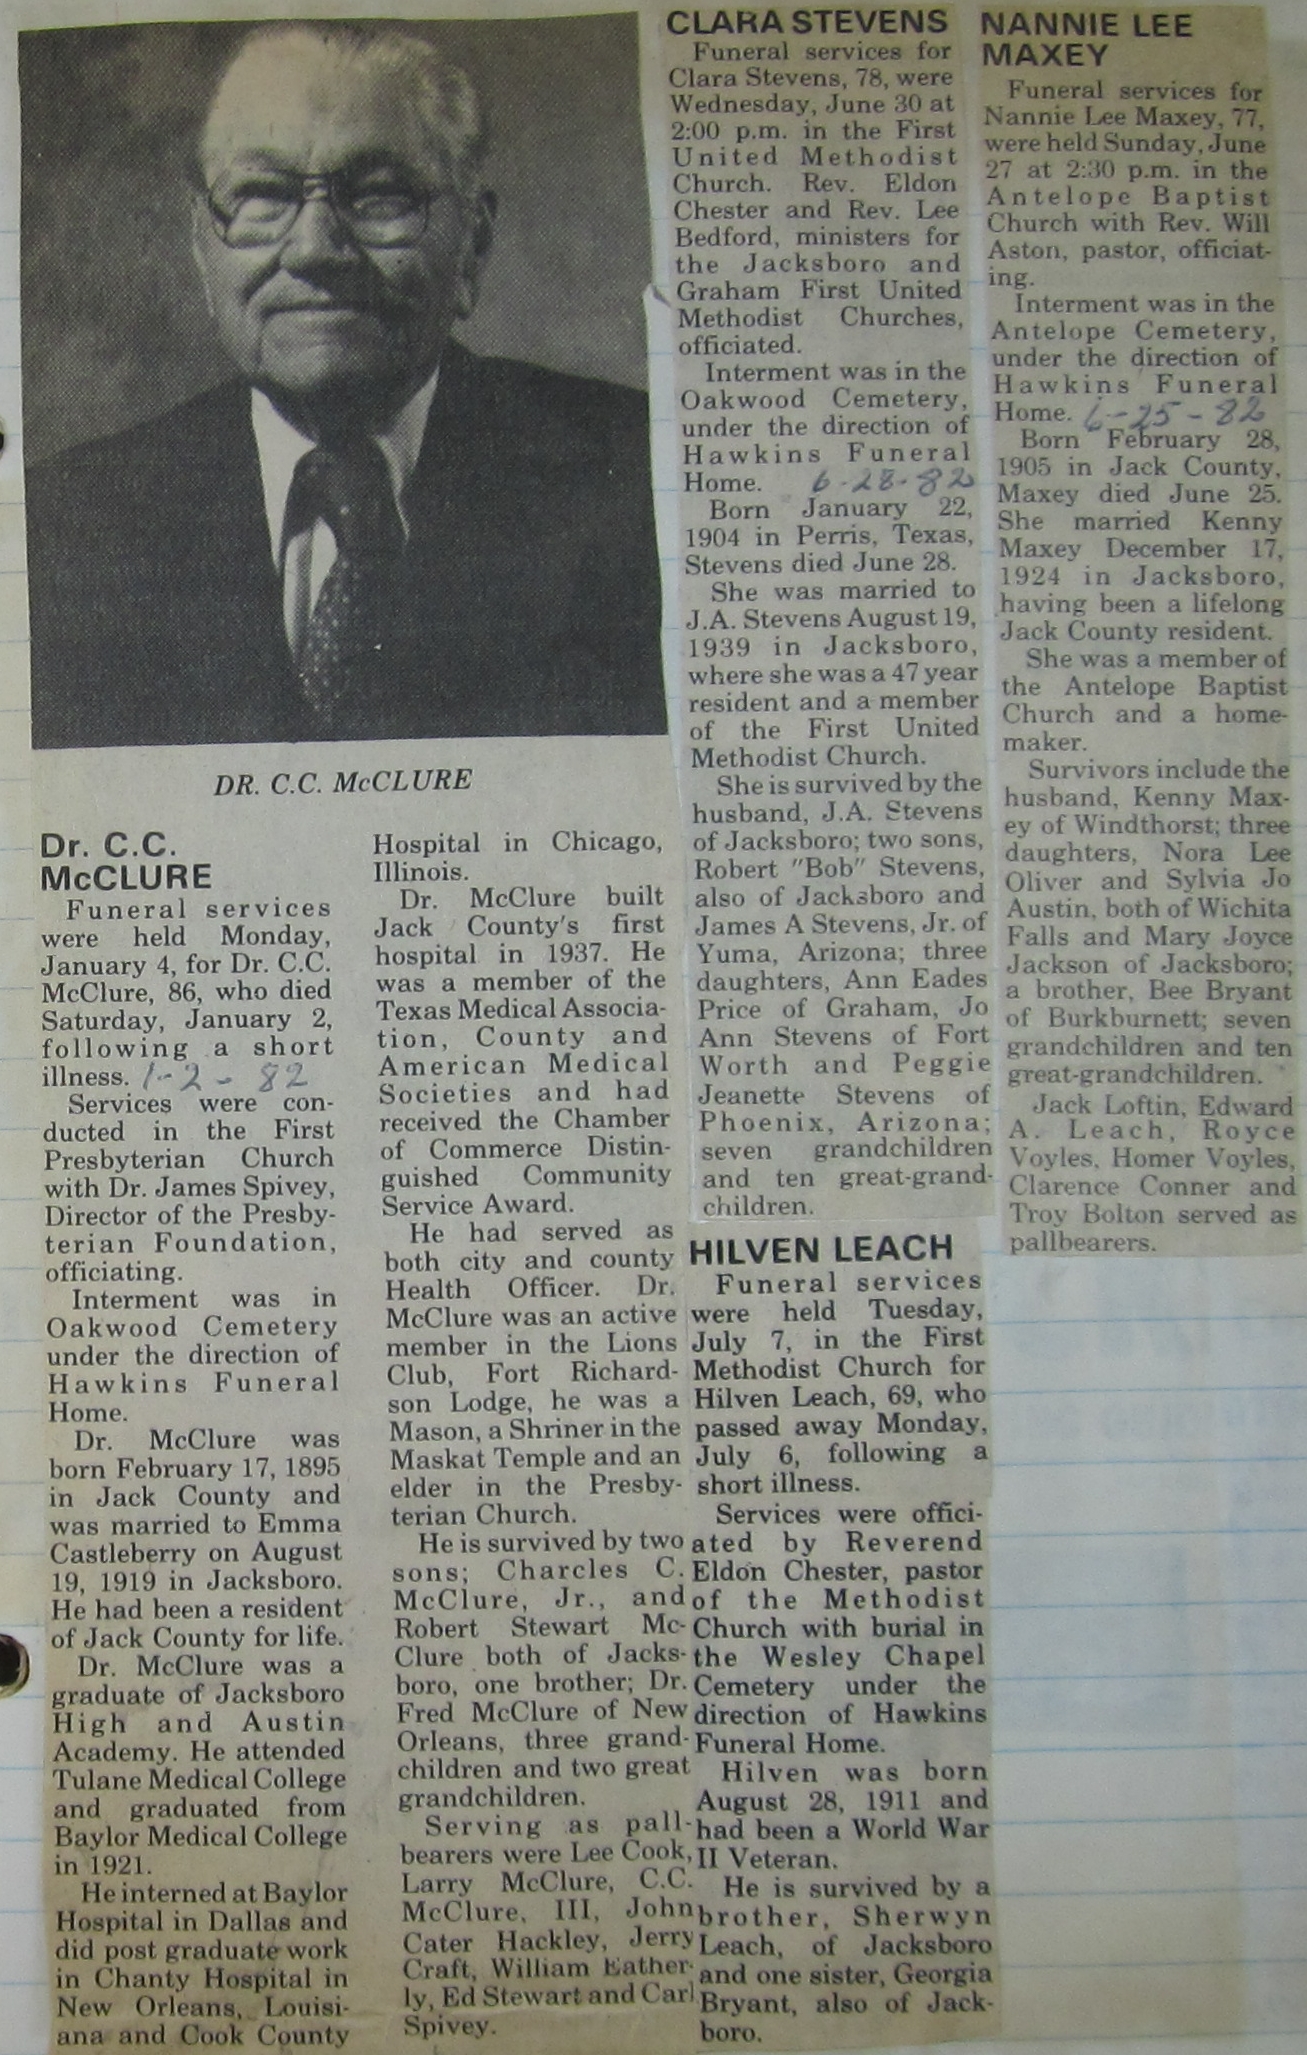 DR. C.C. McCLURE
Dr. C.C.
McCLURE
Funeral services
were held Monday,
January 4, for Dr. C.C.
McClure, 86, who died
Saturday, January 2,
following a short
illness. 1-2-82
Services were con-
ducted in the First
Presbyterian Church
with Dr. James Spivey,
Director of the Presby-
terian Foundation,
officiating.
Interment was in
Oakwood Cemetery
under the direction of
Hawkins Funeral
Home.
Dr. McClure was
born February 17, 1895
in Jack County and
was married to Emma
Castleberry on August
19, 1919 in Jacksboro.
He had been a resident
of Jack County for life.
Dr. McClure was a
graduate of Jacksboro
High and Austin
Academy. He attended
Tulane Medical College
and graduated from
Baylor Medical College
in 1921.
He interned at Baylor
Hospital in Dallas and
did post graduate work
in Chanty Hospital in
New Orleans, Louisi-
ana and Cook County
Hospital in Chicago,
Illinois.
Dr. McClure built
Jack County's first
hospital in 1937. He
was a member of the
Texas Medical Associa-
tion, County and
American Medical
Societies and had
received the Chamber
of Commerce Distin-
guished Community
Service Award.
He had served as
both city and county
Health Officer. Dr.
McClure was an active
member in the Lions
Club, Fort Richard-
son Lodge, he was a
Mason, a Shriner in the
Maskat Temple and an
elder in the Presby-
terian Church.
He is survived by two
sons; Charcles C.
McClure, Jr., and
Robert Stewart Mc-
Clure both of Jacks-
boro, one brother; Dr.
Fred McClure of New
Orleans, three grand-
children and two great
grandchildren.
Serving as pall-
bearers were Lee Cook,
Larry McClure, C.C.
McClure, III, John
Cater Hackley, Jerry
Craft, William Eather-
ly, Ed Stewart and Carl
Spivey.
CLARA STEVENS
Funeral services for
Clara Stevens, 78, were
Wednesday, June 30 at
2:00 p.m. in the First
United Methodist
Church. Rev. Eldon
Chester and Rev. Lee
Bedford, ministers for
the Jacksboro and
Graham First United
Methodist Churches,
officiated.
Interment was in the
Oakwood Cemetery,
under the direction of
Hawkins Funeral
Home. 6-28-82
Born January 22,
1904 in Perris, Texas,
Stevens died June 28.
She was married to
J.A. Stevens August 19,
1939 in Jacksboro,
where she was a 47 year
resident and a member
of the First United
Methodist Church.
She is survived by the
husband, J.A. Stevens
of Jacksboro; two sons,
Robert "Bob" Stevens,
also of Jacksboro and
James A Stevens, Jr. of
Yuma, Arizona; three
daughters, Ann Eades
Price of Graham, Jo
Ann Stevens of Fort
Worth and Peggie
Jeanette Stevens of
Phoenix, Arizona;
seven grandchildren
and ten great-grand-
children.
HILVEN LEACH
Funeral services
were held Tuesday,
July 7, in the First
Methodist Church for
Hilven Leach, 69, who
passed away Monday,
July 6, following a
short illness.
Services were offici-
ated by Reverend
Eldon Chester, pastor
of the Methodist
Church with burial in
the Wesley Chapel
Cemetery under the
direction of Hawkins
Funeral Home.
Hilven was born
August 28, 1911 and
had been a World War
II Veteran.
He is survived by a
brother, Sherwyn
Leach, of Jacksboro
and one sister, Georgia
Bryant, also of Jack-
boro.
NANNIE LEE
MAXEY
Funeral services for
Nannie Lee Maxey, 77,
were held Sunday, June
27 at 2:30 p.m. in the
Antelope Baptist
Church with Rev. Will
Aston, pastor, officiat-
ing.
Interment was in the
Antelope Cemetery,
under the direction of
Hawkins Funeral
Home. 6-25-82
Born February 28,
1905 in Jack County,
Maxey died June 25.
She married Kenny
Maxey December 17,
1924 in Jacksboro,
having been a lifelong
Jack County resident.
She was a member of
the Antelope Baptist
Church and a home-
maker.
Survivors include the
husband, Kenny Max-
ey of Windthorst; three
daughters, Nora Lee
Oliver and Sylvia Jo
Austin, both of Wichita
Falls and Mary Joyce
Jackson of Jacksboro;
a brother, Bee Bryant
of Burkburnett; seven
grandchildren and ten
great-grandchildren.
Jack Loftin, Edward
A. Leach, Royce
Voyles, Homer Voyles,
Clarence Conner and
Troy Bolton served as
pallbearers.